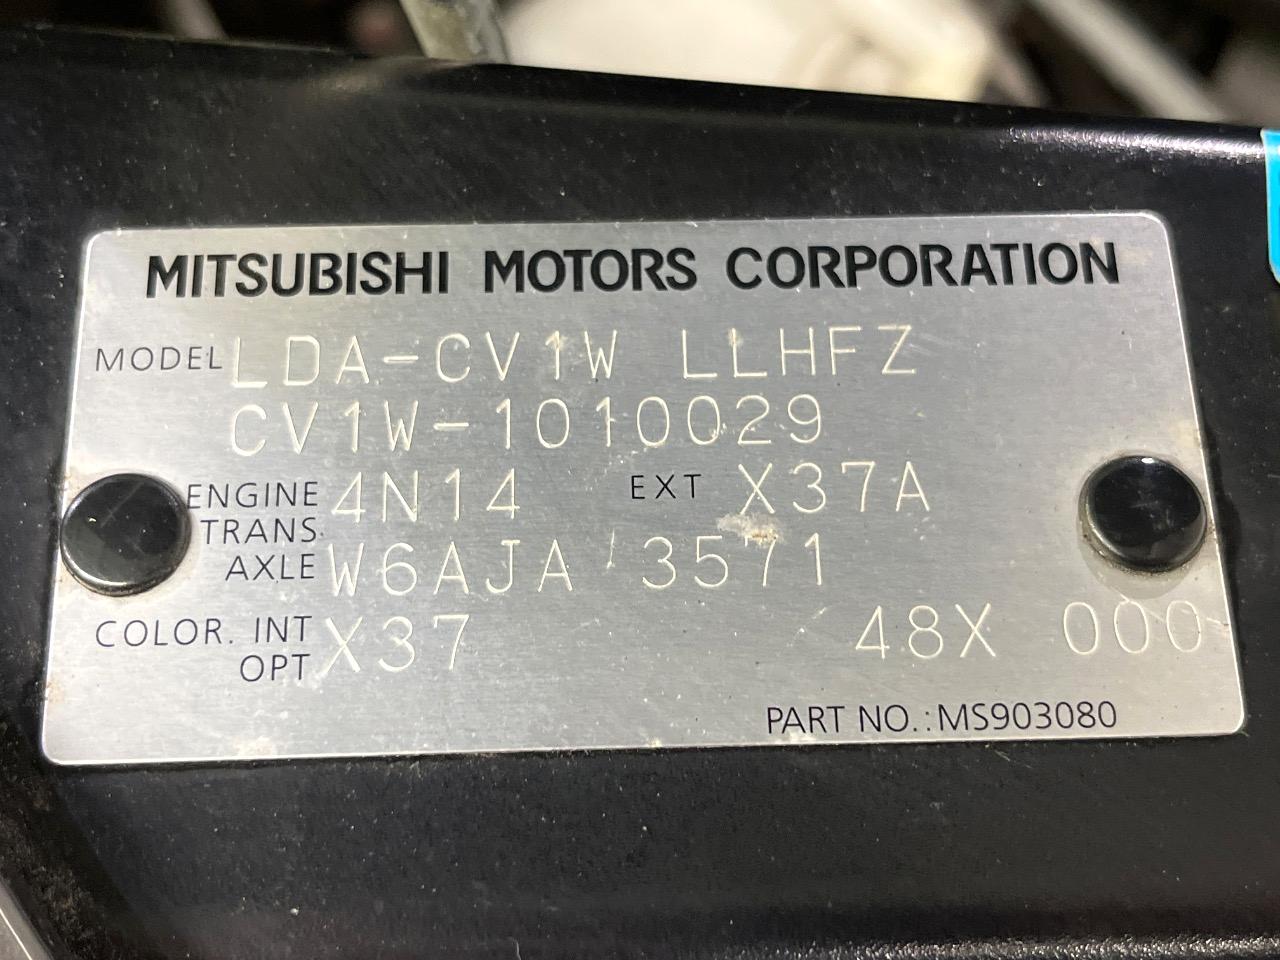 MITSUBISHI MOTORS CORPORATION
MODEL LDA-CV1W LLHFZ
CV1W-1010029
ENGINE 4N14 EXT X37A
TRANS.
AXLE W6AJA 3571
COLOR. INT X37 48X 000
OPT
PART NO.:MS903080